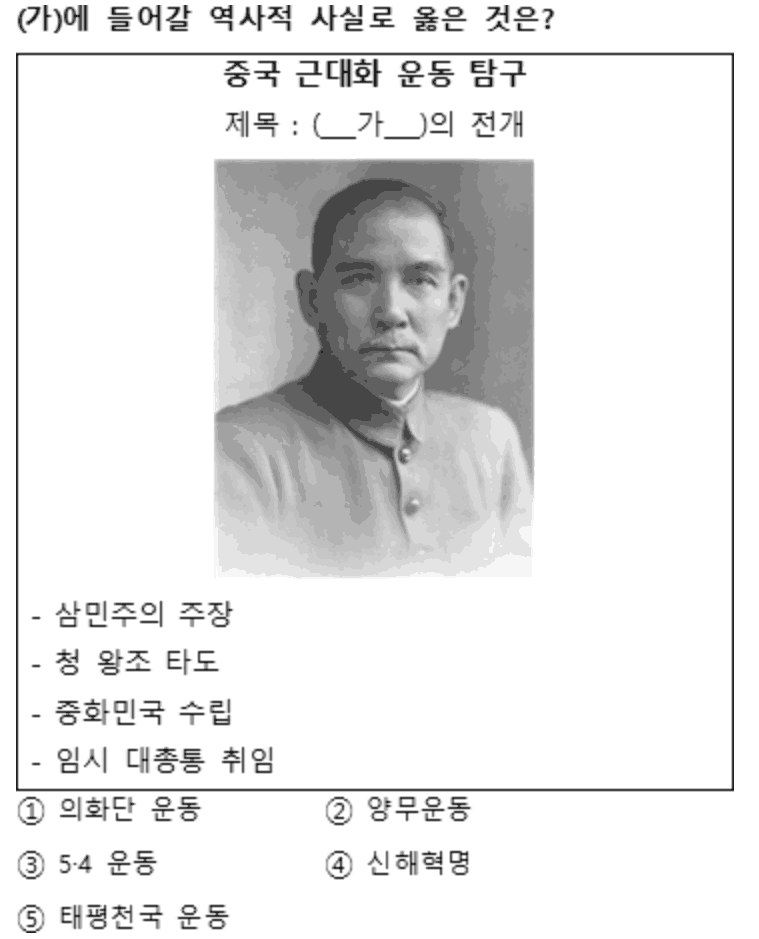 (가)에 들어갈 역사적 사실로 옳은 것은?
중국 근대화 운동 탐구
제목 : (__가__)의 전개
- 삼민주의 주장
- 청 왕조 타도
- 중화민국 수립
- 임시 대총통 취임
① 의화단 운동 ② 양무운동
③ 5·4 운동 ④ 신해혁명
⑤ 태평천국 운동